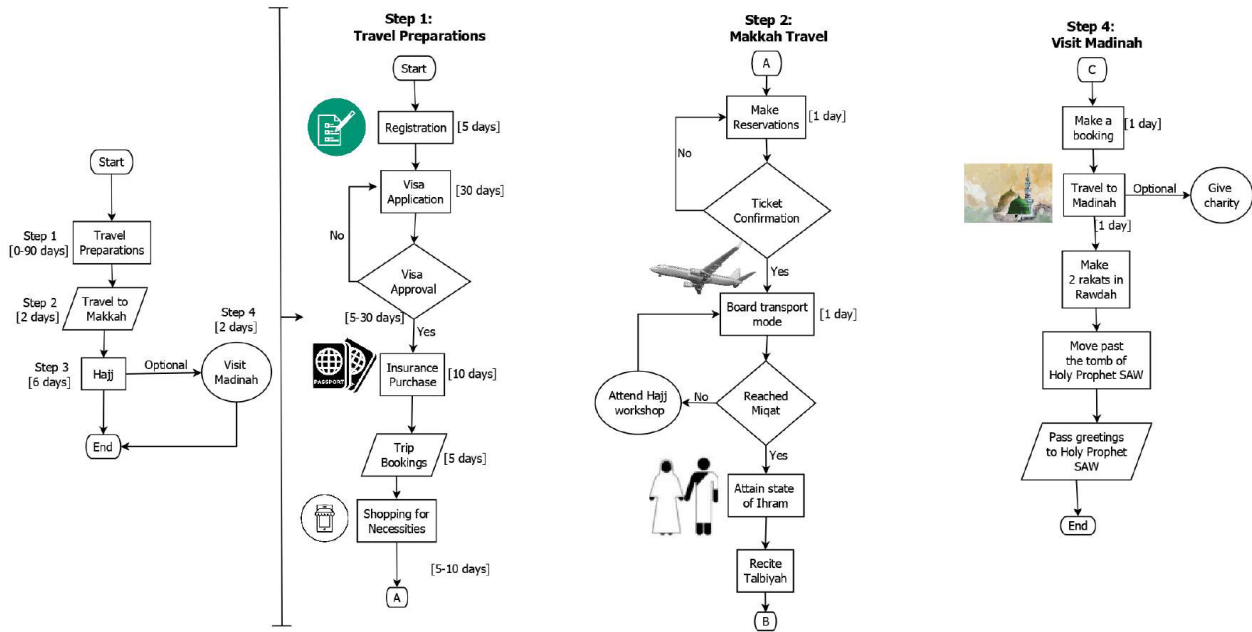 Start
Step 1
[0-90 days]
Travel
Preparations
Step 2
[2 days]
Travel to
Makkah
Step 3
[6 days]
Hajj
Optional
Step 4
[2 days]
Visit
Madinah
End
Step 1:
Travel Preparations
Start
Registration
[5 days]
Visa
Application
[30 days]
No
Visa
Approval
[5-30 days]
Yes
PASSPORT
Insurance
Purchase
[10 days]
Trip
Bookings
[5 days]
Shopping for
Necessities
[5-10 days]
A
Step 2:
Makkah Travel
A
Make
Reservations
[1 day]
No
Ticket
Confirmation
Yes
Board transport
mode
[1 day]
Attend Hajj
workshop
No
Reached
Miqat
Yes
Attain state
of Ihram
Recite
Talbiyah
B
Step 4:
Visit Madinah
C
Make a
booking
[1 day]
Travel to
Madinah
Optional
Give
charity
[1 day]
Make
2 rakats in
Rawdah
Move past
the tomb of
Holy Prophet SAW
Pass greetings
to Holy Prophet
SAW
End